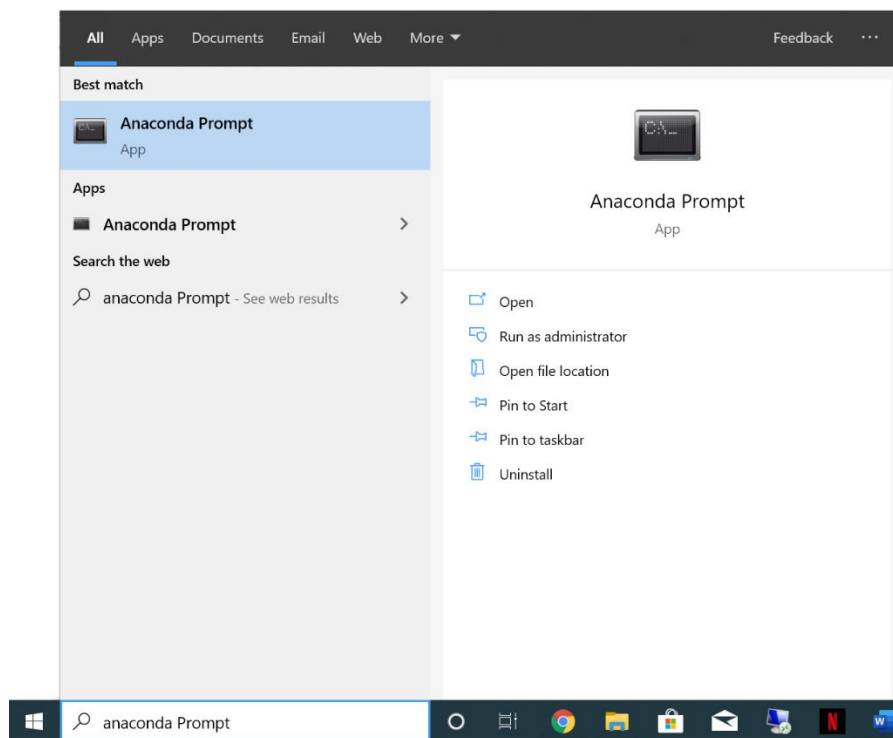 All Apps Documents Email Web More Feedback ...
Best match
Anaconda Prompt
App
Apps
Anaconda Prompt
Search the web
anaconda Prompt - See web results
C:\_
Anaconda Prompt
App
Open
Run as administrator
Open file location
Pin to Start
Pin to taskbar
Uninstall
anaconda Prompt
N
W